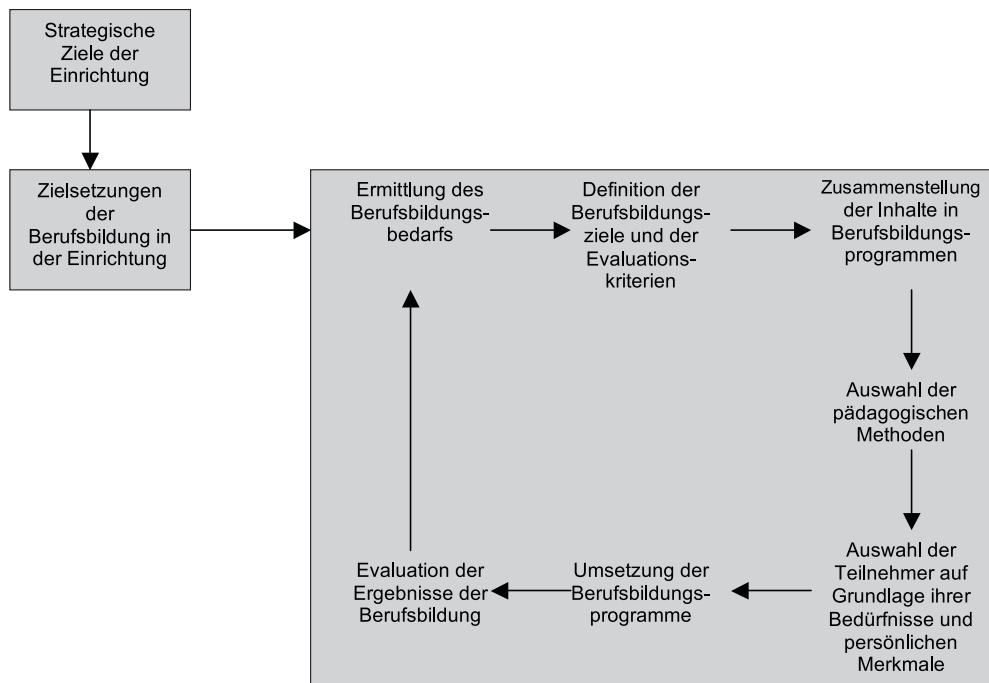 Strategische
Ziele der
Einrichtung
Zielsetzungen
der
Berufsbildung in
der Einrichtung
Ermittlung des
Berufsbildungs-
bedarfs
Definition der
Berufsbildungs-
ziele und der
Evaluations-
kriterien
Zusammenstellung
der Inhalte in
Berufsbildungs-
programmen
Auswahl der
pädagogischen
Methoden
Auswahl der
Teilnehmer auf
Grundlage ihrer
Bedürfnisse und
persönlichen
Merkmale
Umsetzung der
Berufsbildungs-
programme
Evaluation der
Ergebnisse der
Berufsbildung